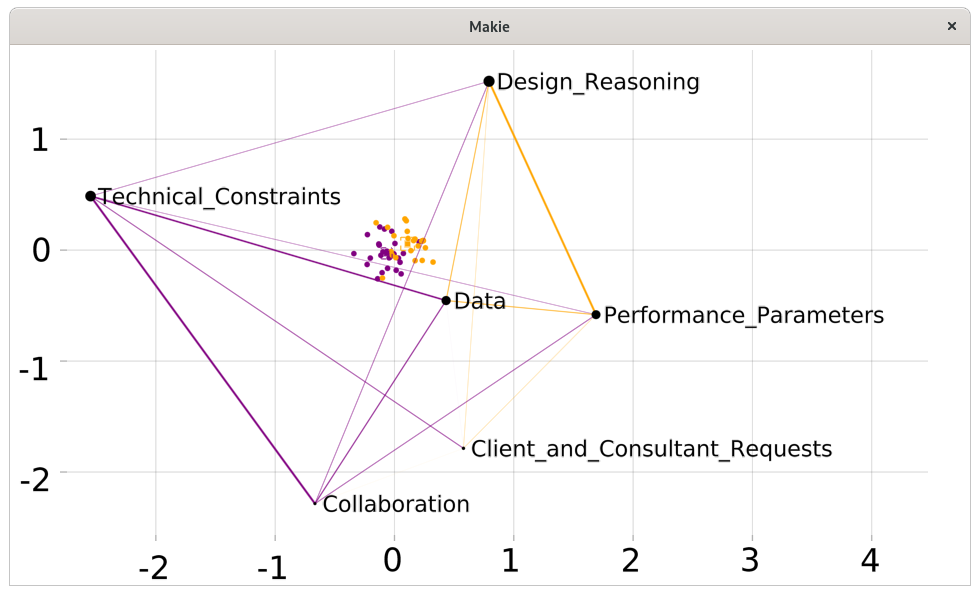 Makie
×
Design_Reasoning
1
Technical_Constraints
0
Data
Performance_Parameters
-1
Client_and_Consultant_Requests
-2
Collaboration
-2 -1 0 1 2 3 4